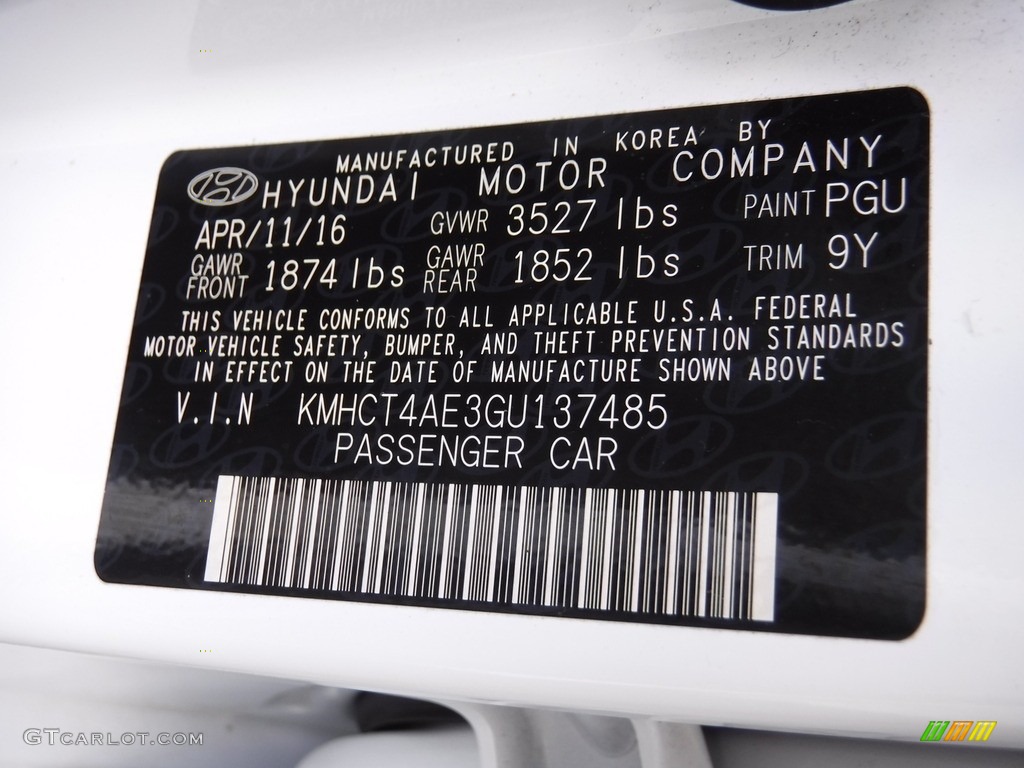 MANUFACTURED IN KOREA BY
HYUNDAI MOTOR COMPANY
APR/11/16 GVWR 3527 lbs PAINT PGU
GAWR FRONT 1874 lbs GAWR REAR 1852 lbs TRIM 9Y
THIS VEHICLE CONFORMS TO ALL APPLICABLE U.S.A. FEDERAL
MOTOR VEHICLE SAFETY, BUMPER, AND THEFT PREVENTION STANDARDS
IN EFFECT ON THE DATE OF MANUFACTURE SHOWN ABOVE
V.I.N KMHCT4AE3GU137485
PASSENGER CAR
GTCARLOT.COM